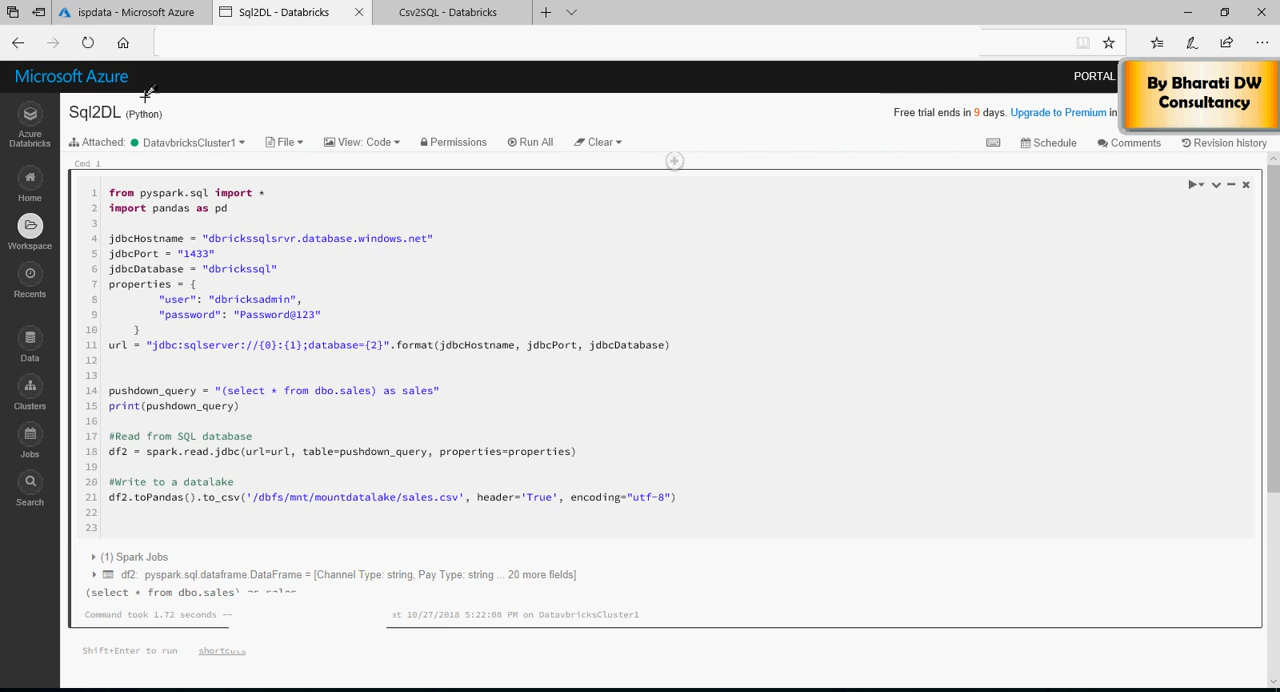 ispdata - Microsoft Azure
Sql2DL - Databricks
Csv2SQL - Databricks
Microsoft Azure
PORTAL
By Bharati DW
Consultancy
Sql2DL (Python)
Free trial ends in 9 days. Upgrade to Premium in
Attached: DatavbricksCluster1
File
View: Code
Permissions
Run All
Clear
Schedule
Comments
Revision history
Azure
Databricks
Home
Workspace
Recents
Data
Clusters
Jobs
Search
Cmd 1
1 from pyspark.sql import *
2 import pandas as pd
3
4 jdbcHostname = "dbrickssqlsrvr.database.windows.net"
5 jdbcPort = "1433"
6 jdbcDatabase = "dbrickssql"
7 properties = {
8 "user": "dbricksadmin",
9 "password": "Password@123"
10 }
11 url = "jdbc:sqlserver://{0}:{1};database={2}".format(jdbcHostname, jdbcPort, jdbcDatabase)
12
13
14 pushdown_query = "(select * from dbo.sales) as sales"
15 print(pushdown_query)
16
17 #Read from SQL database
18 df2 = spark.read.jdbc(url=url, table=pushdown_query, properties=properties)
19
20 #Write to a datalake
21 df2.toPandas().to_csv('/dbfs/mnt/mountdatalake/sales.csv', header='True', encoding="utf-8")
22
23
(1) Spark Jobs
df2: pyspark.sql.dataframe.DataFrame = [Channel Type: string, Pay Type: string ... 20 more fields]
(select * from dbo.sales) as sales
Command took 1.72 seconds -- at 10/27/2018 5:22:08 PM on DatavbricksCluster1
Shift+Enter to run shortcuts